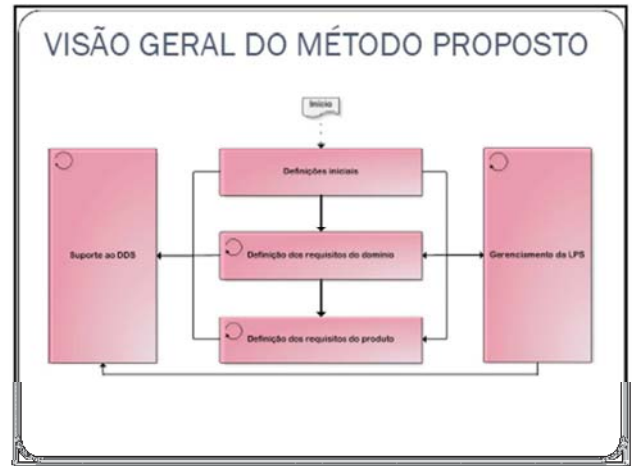 VISÃO GERAL DO MÉTODO PROPOSTO
Início
Definições iniciais
Suporte ao DDS
Definição dos requisitos do domínio
Gerenciamento da LPS
Definição dos requisitos do produto